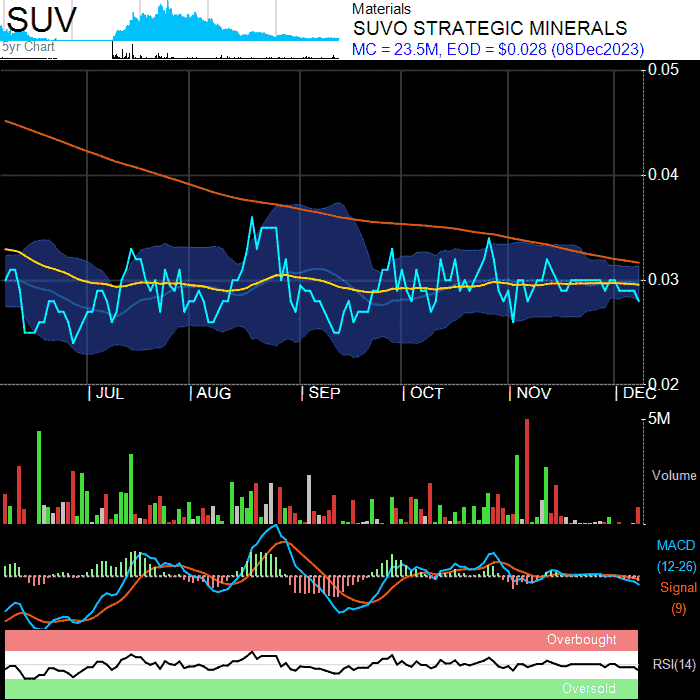 SUV
5yr Chart
Materials
SUVO STRATEGIC MINERALS
MC = 23.5M, EOD = $0.028 (08Dec2023)
0.05
0.04
0.03
0.02
JUL AUG SEP OCT NOV DEC
5M
Volume
MACD
(12-26)
Signal
(9)
Overbought
RSI(14)
Oversold